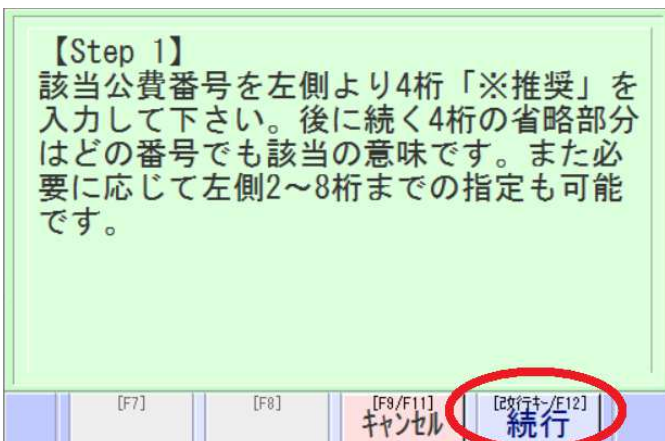 【Step 1】
該当公費番号を左側より4桁「※推奨」を
入力して下さい。後に続く4桁の省略部分
はどの番号でも該当の意味です。また必
要に応じて左側2～8桁までの指定も可能
です。
[F7] [F8] [F9/F11] [2改行キｰ/F12]
キャンセル 続行